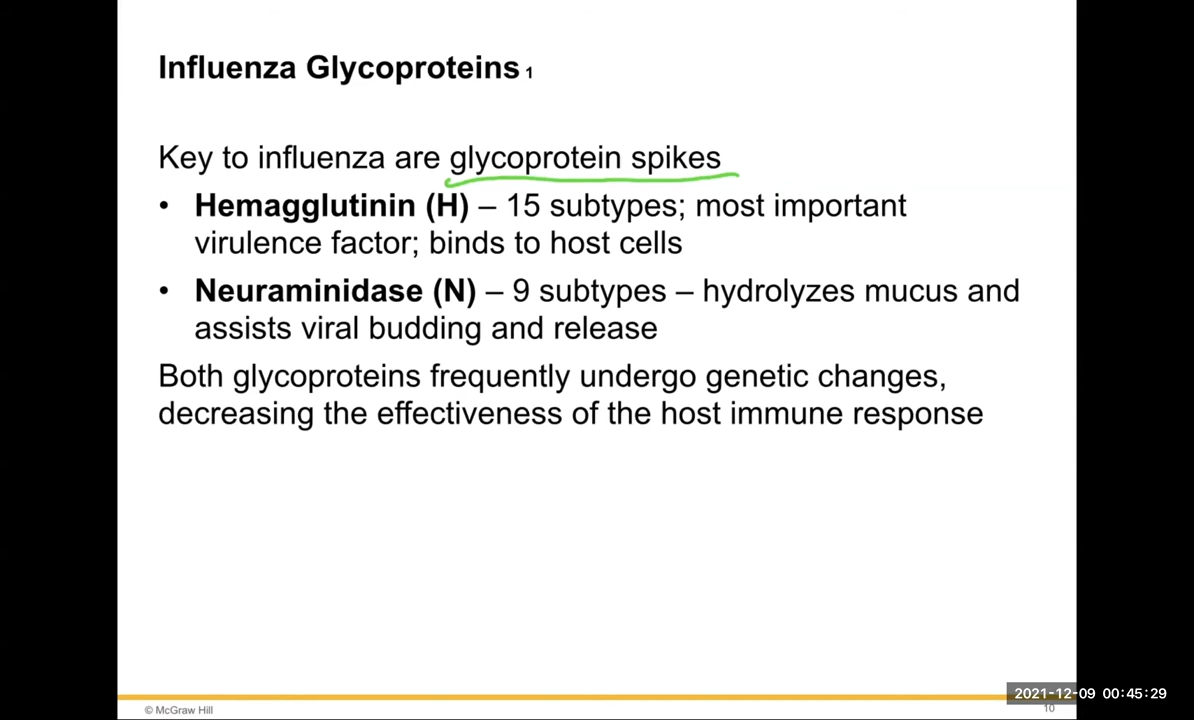 Influenza Glycoproteins 1
Key to influenza are glycoprotein spikes
• Hemagglutinin (H) – 15 subtypes; most important
virulence factor; binds to host cells
• Neuraminidase (N) – 9 subtypes – hydrolyzes mucus and
assists viral budding and release
Both glycoproteins frequently undergo genetic changes,
decreasing the effectiveness of the host immune response
2021-12-09 00:45:29
© McGraw Hill
10